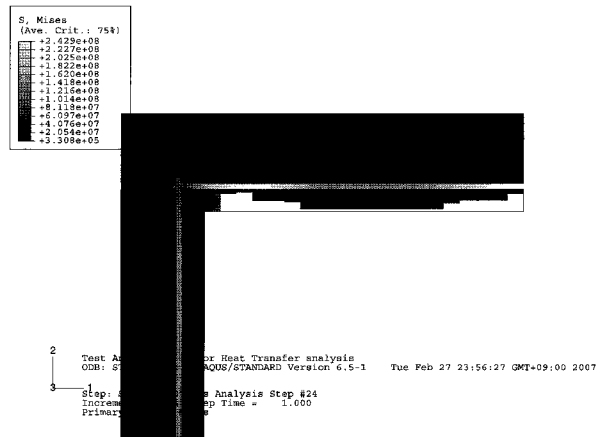 S, Mises
(Ave. Crit.: 75%)
+2.429e+08
+2.227e+08
+2.025e+08
+1.822e+08
+1.620e+08
+1.418e+08
+1.216e+08
+1.014e+08
+8.118e+07
+6.097e+07
+4.076e+07
+2.054e+07
+3.308e+05
2
3
1
Test or Heat Transfer analysis
ODB: AQUS/STANDARD Version 6.5-1 Tue Feb 27 23:56:27 GMT+09:00 2007
Step: Analysis Step #24
Increme ep Time = 1.000
Primary